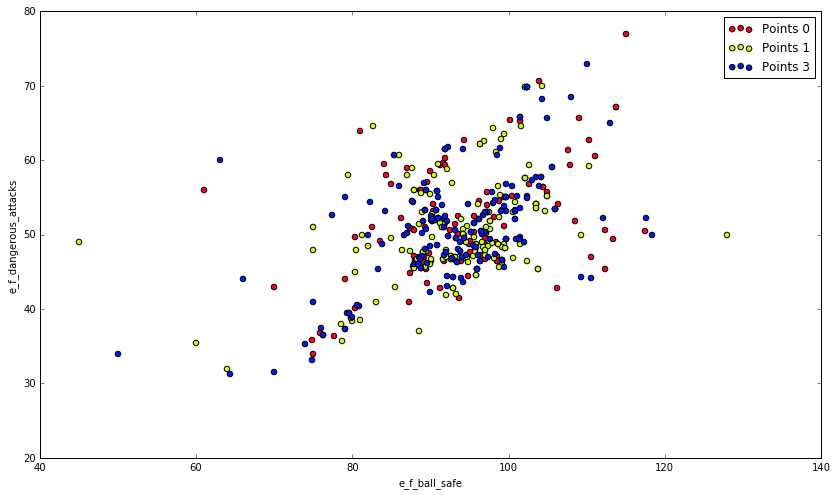 80
70
60
50
40
30
20
e_f_dangerous_attacks
Points 0
Points 1
Points 3
40 60 80 100 120 140
e_f_ball_safe